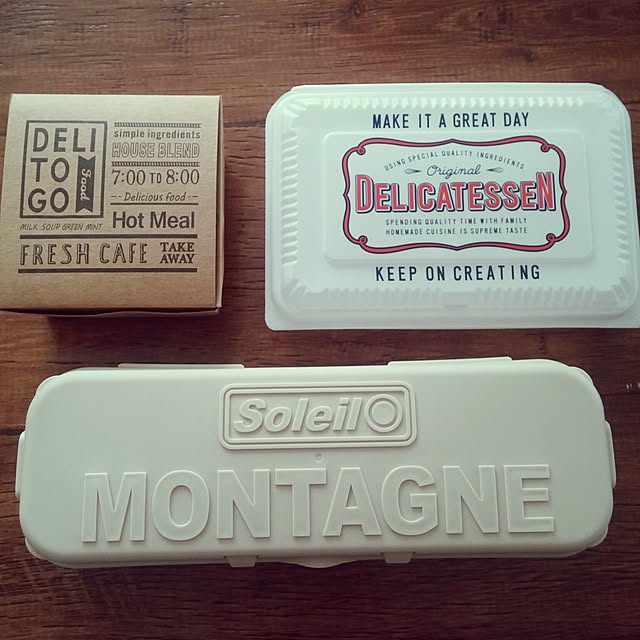 DELI
TO
GO
Food
MILK SOUP GREEN MINT
simple ingredients
HOUSE BLEND
7:00 TO 8:00
Delicious food
Hot Meal
FRESH CAFE
TAKE
AWAY
MAKE IT A GREAT DAY
USING SPECIAL QUALITY INGREDIENTS
Original
DELICATESSEN
SPENDING QUALITY TIME WITH FAMILY
HOMEMADE CUISINE IS SUPREME TASTE
KEEP ON CREATING
Soleil
MONTAGNE